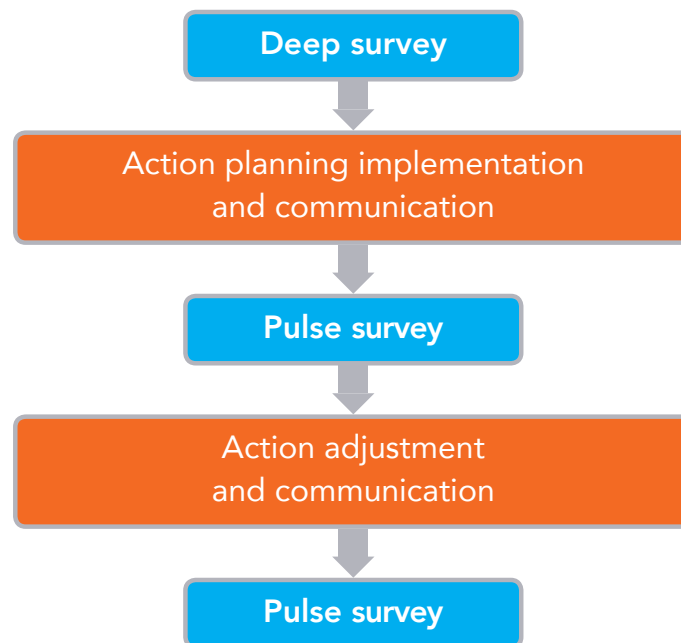 Deep survey
Action planning implementation
and communication
Pulse survey
Action adjustment
and communication
Pulse survey